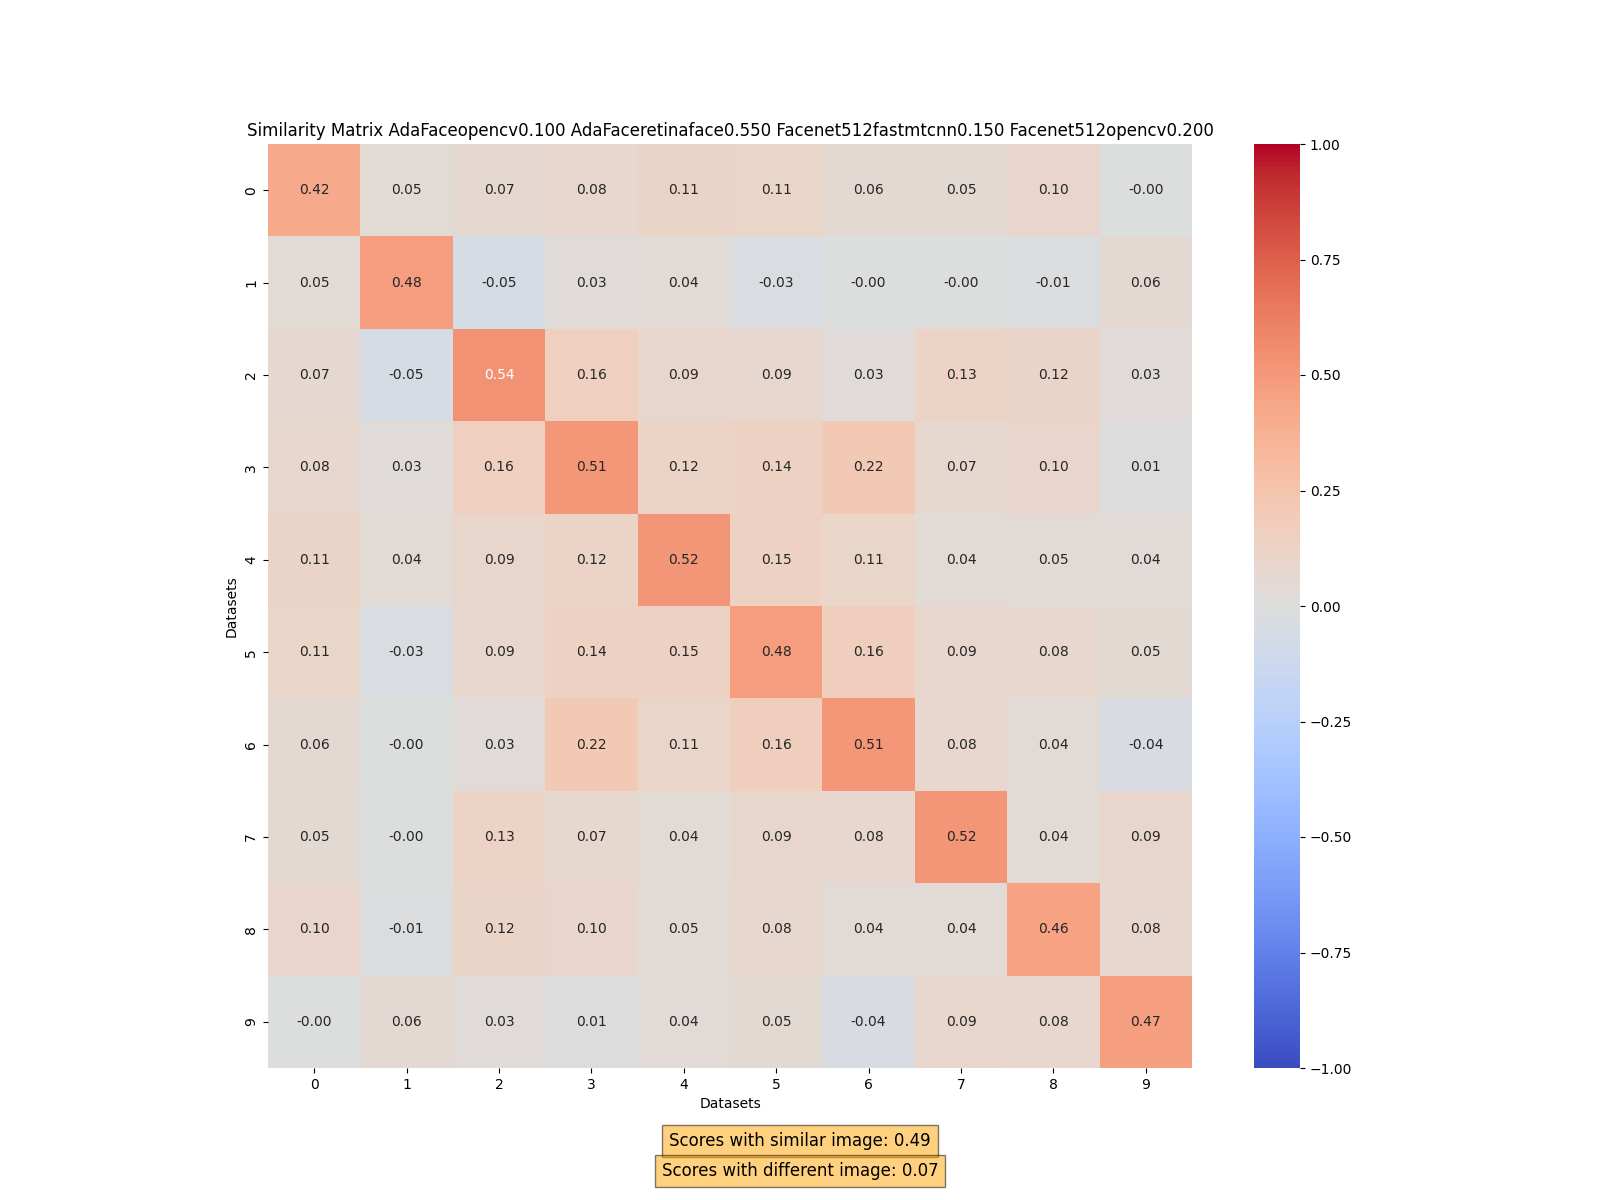 Similarity Matrix AdaFaceopencv0.100 AdaFaceretinaface0.550 Facenet512fastmtcnn0.150 Facenet512opencv0.200
0 0.42 0.05 0.07 0.08 0.11 0.11 0.06 0.05 0.10 -0.00
1 0.05 0.48 -0.05 0.03 0.04 -0.03 -0.00 -0.00 -0.01 0.06
2 0.07 -0.05 0.54 0.16 0.09 0.09 0.03 0.13 0.12 0.03
3 0.08 0.03 0.16 0.51 0.12 0.14 0.22 0.07 0.10 0.01
4 0.11 0.04 0.09 0.12 0.52 0.15 0.11 0.04 0.05 0.04
5 0.11 -0.03 0.09 0.14 0.15 0.48 0.16 0.09 0.08 0.05
6 0.06 -0.00 0.03 0.22 0.11 0.16 0.51 0.08 0.04 -0.04
7 0.05 -0.00 0.13 0.07 0.04 0.09 0.08 0.52 0.04 0.09
8 0.10 -0.01 0.12 0.10 0.05 0.08 0.04 0.04 0.46 0.08
9 -0.00 0.06 0.03 0.01 0.04 0.05 -0.04 0.09 0.08 0.47
0 1 2 3 4 5 6 7 8 9
Datasets
Datasets
1.00
0.75
0.50
0.25
0.00
−0.25
−0.50
−0.75
−1.00
Scores with similar image: 0.49
Scores with different image: 0.07